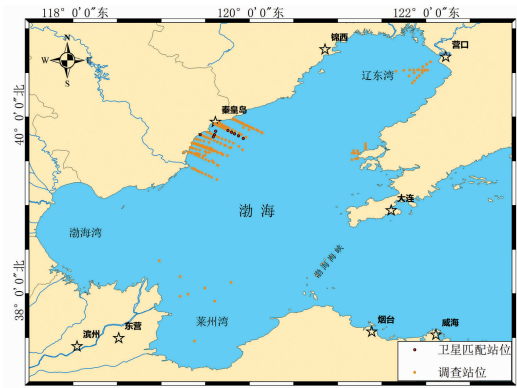 118° 0′0″东
120° 0′0″东
122° 0′0″东
N
W
E
S
锦西
营口
辽东湾
秦皇岛
40° 0′0″北
渤海
大连
渤海湾
渤海海峡
38° 0′0″北
莱州湾
滨州
东营
烟台
威海
卫星匹配站位
调查站位